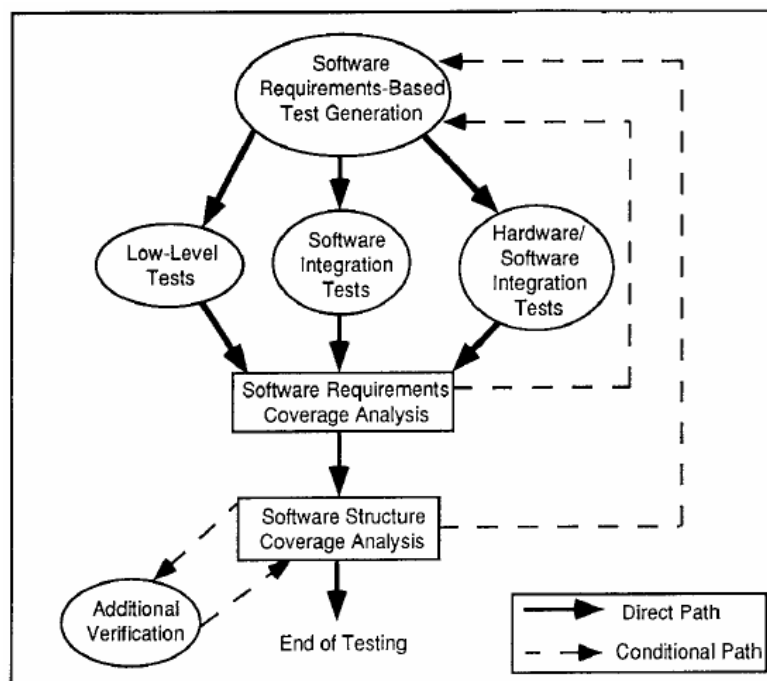 Software
Requirements-Based
Test Generation
Low-Level
Tests
Software
Integration
Tests
Hardware/
Software
Integration
Tests
Software Requirements
Coverage Analysis
Software Structure
Coverage Analysis
Additional
Verification
End of Testing
Direct Path
Conditional Path